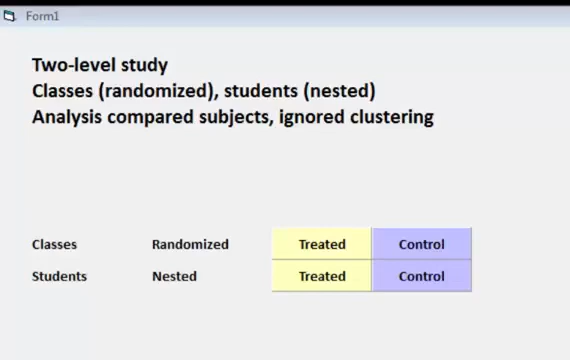 Form1
Two-level study
Classes (randomized), students (nested)
Analysis compared subjects, ignored clustering
Classes Randomized Treated Control
Students Nested Treated Control